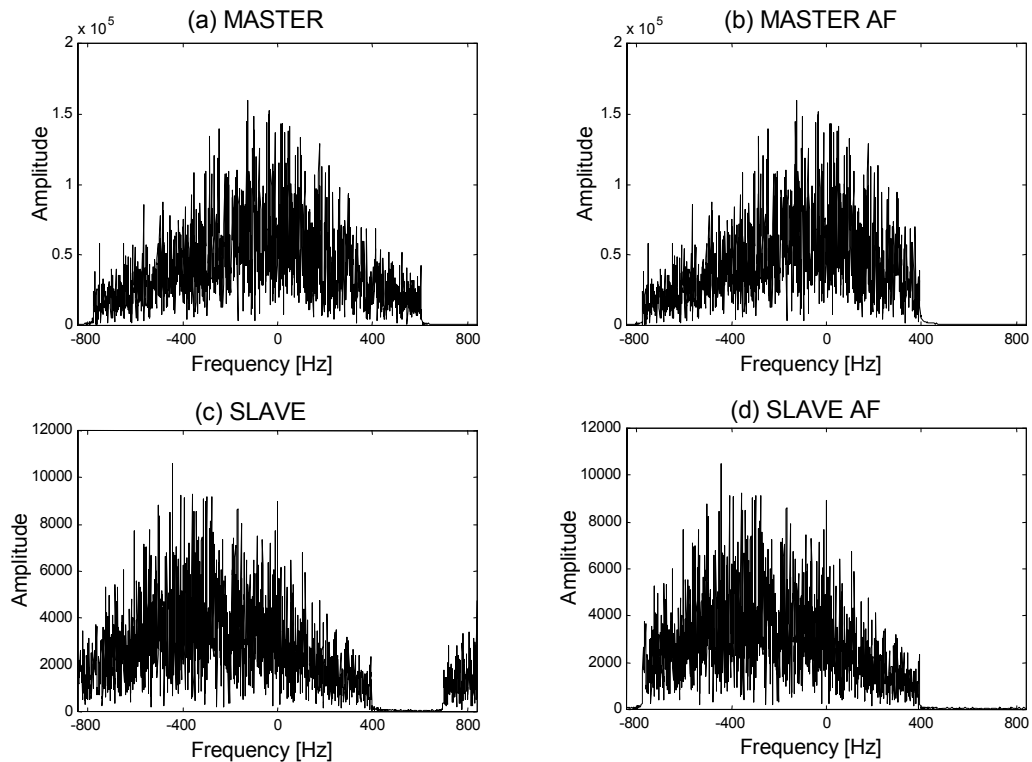 (a) MASTER
x 10^5
2
1.5
1
0.5
0
Amplitude
-800 -400 0 400 800
Frequency [Hz]
(b) MASTER AF
x 10^5
2
1.5
1
0.5
0
Amplitude
-800 -400 0 400 800
Frequency [Hz]
(c) SLAVE
12000
10000
8000
6000
4000
2000
0
Amplitude
-800 -400 0 400 800
Frequency [Hz]
(d) SLAVE AF
12000
10000
8000
6000
4000
2000
0
Amplitude
-800 -400 0 400 800
Frequency [Hz]